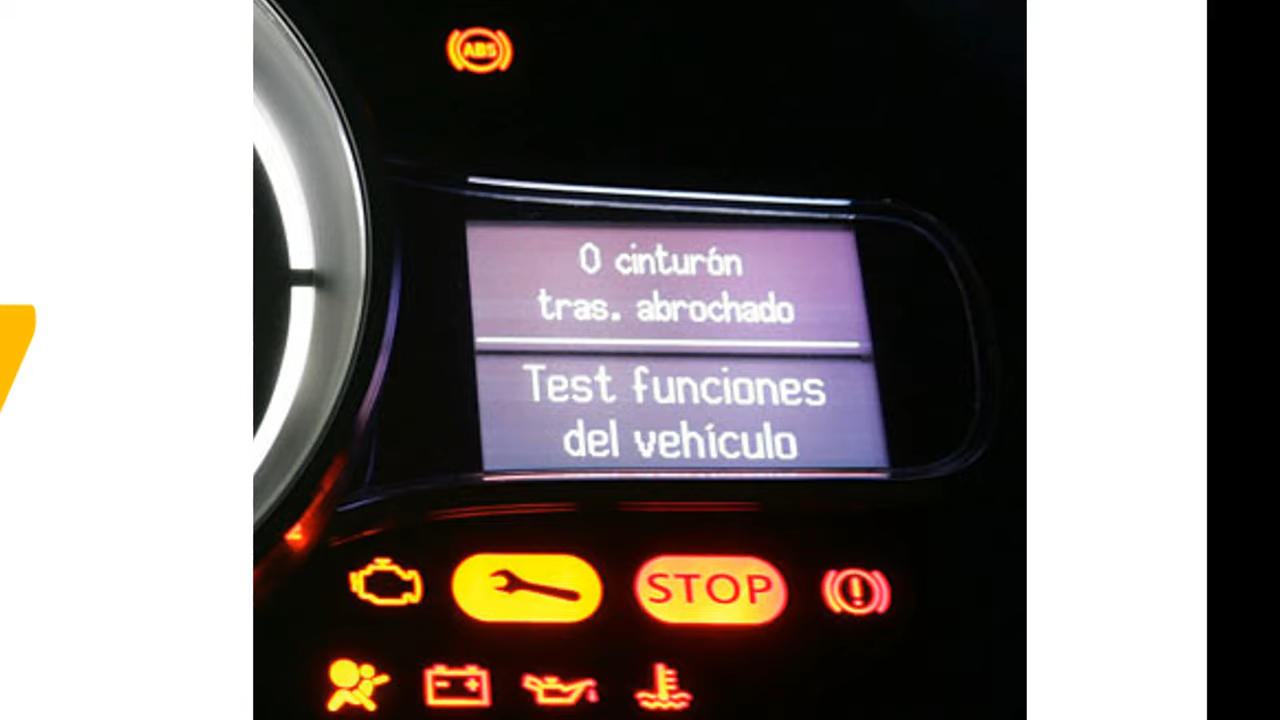 ABS
0 cinturón
tras. abrochado
Test funciones
del vehículo
STOP